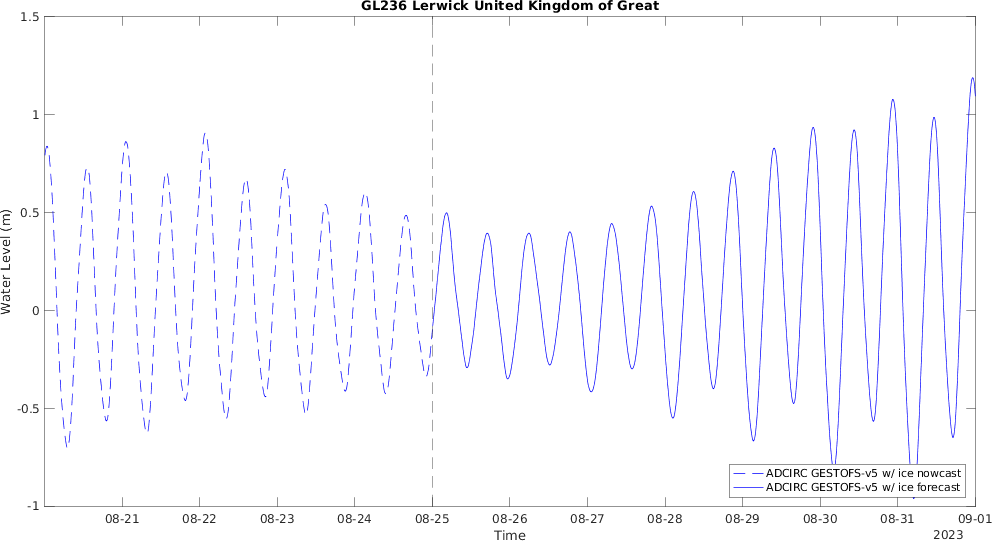 GL236 Lerwick United Kingdom of Great
1.5
1
0.5
0
-0.5
-1
Water Level (m)
ADCIRC GESTOFS-v5 w/ ice nowcast
ADCIRC GESTOFS-v5 w/ ice forecast
08-21 08-22 08-23 08-24 08-25 08-26 08-27 08-28 08-29 08-30 08-31 09-01
Time
2023